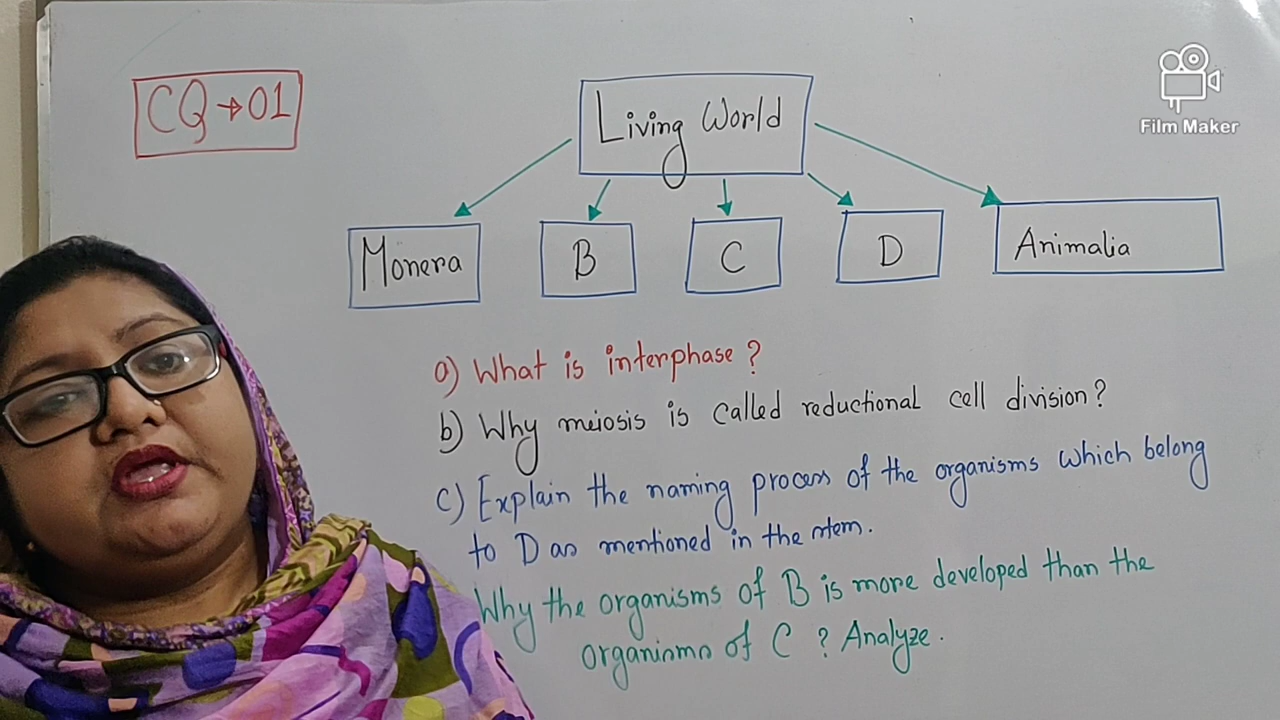 CQ → 01
Living World
Film Maker
Monera
B
C
D
Animalia
a) What is interphase ?
b) Why meiosis is called reductional cell division?
c) Explain the naming process of the organisms which belong
to D as mentioned in the stem.
Why the organisms of B is more developed than the
organisms of C ? Analyze.